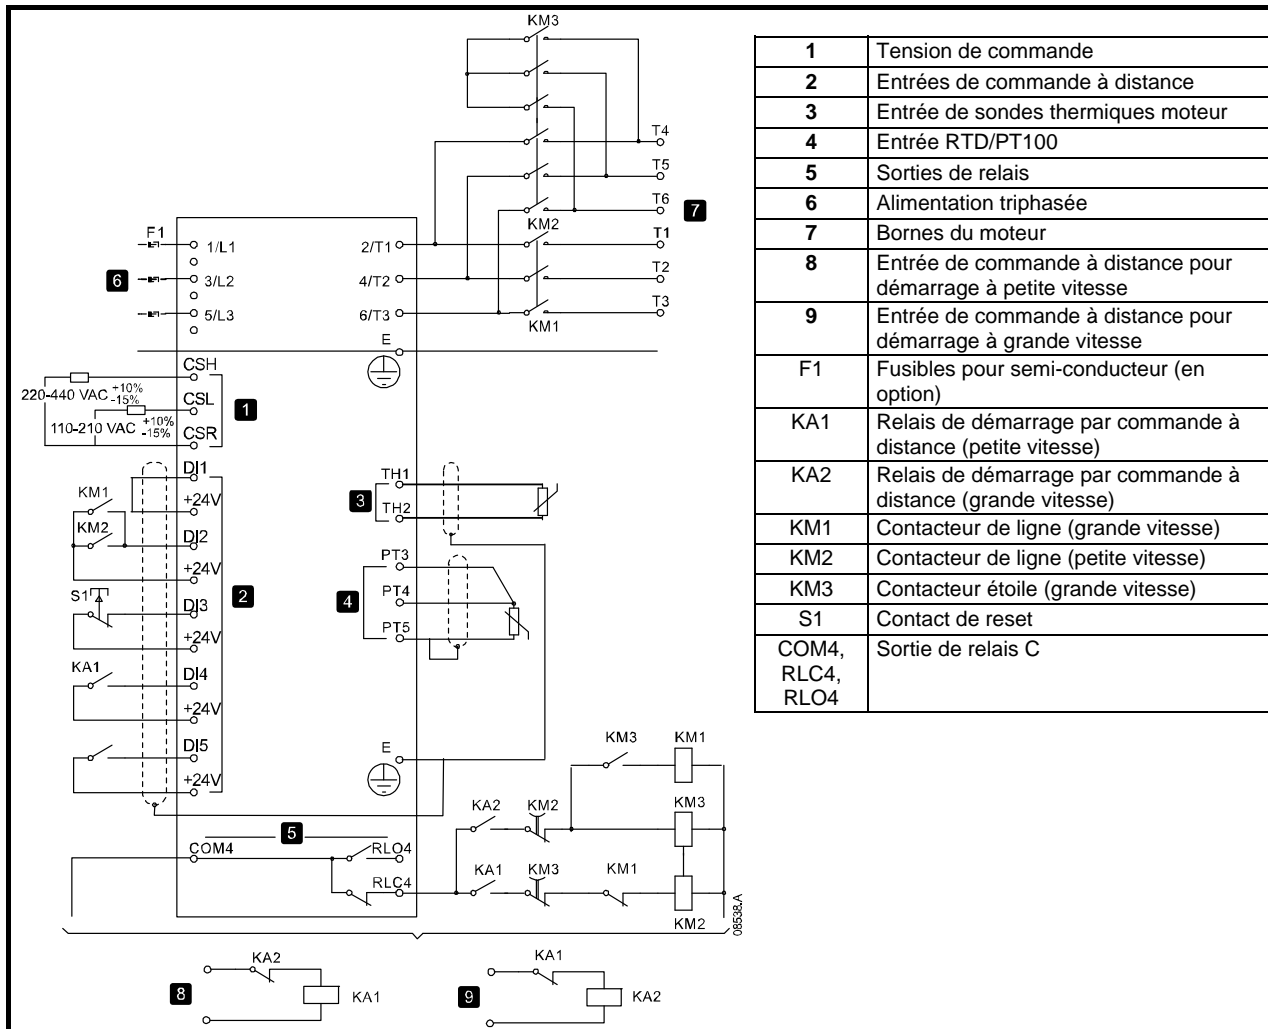 KM3
T4
T5
T6
7
KM2
T1
F1
1/L1
2/T1
T2
6
3/L2
4/T2
T3
5/L3
6/T3
KM1
E
CSH
220-440 VAC +10% -15%
CSL
1
110-210 VAC +10% -15%
CSR
DI1
KM1
+24V
KM2
DI2
+24V
S1
DI3
2
+24V
KA1
DI4
+24V
DI5
+24V
TH1
3
TH2
PT3
4
PT4
PT5
E
KM3
KM1
KA2
KM2
KM3
5
COM4
RLO4
KA1
KM3
KM1
RLC4
KM2
08538.A
KA2
8
KA1
KA1
9
KA2
1 Tension de commande
2 Entrées de commande à distance
3 Entrée de sondes thermiques moteur
4 Entrée RTD/PT100
5 Sorties de relais
6 Alimentation triphasée
7 Bornes du moteur
8 Entrée de commande à distance pour
démarrage à petite vitesse
9 Entrée de commande à distance pour
démarrage à grande vitesse
F1 Fusibles pour semi-conducteur (en
option)
KA1 Relais de démarrage par commande à
distance (petite vitesse)
KA2 Relais de démarrage par commande à
distance (grande vitesse)
KM1 Contacteur de ligne (grande vitesse)
KM2 Contacteur de ligne (petite vitesse)
KM3 Contacteur étoile (grande vitesse)
S1 Contact de reset
COM4, Sortie de relais C
RLC4,
RLO4